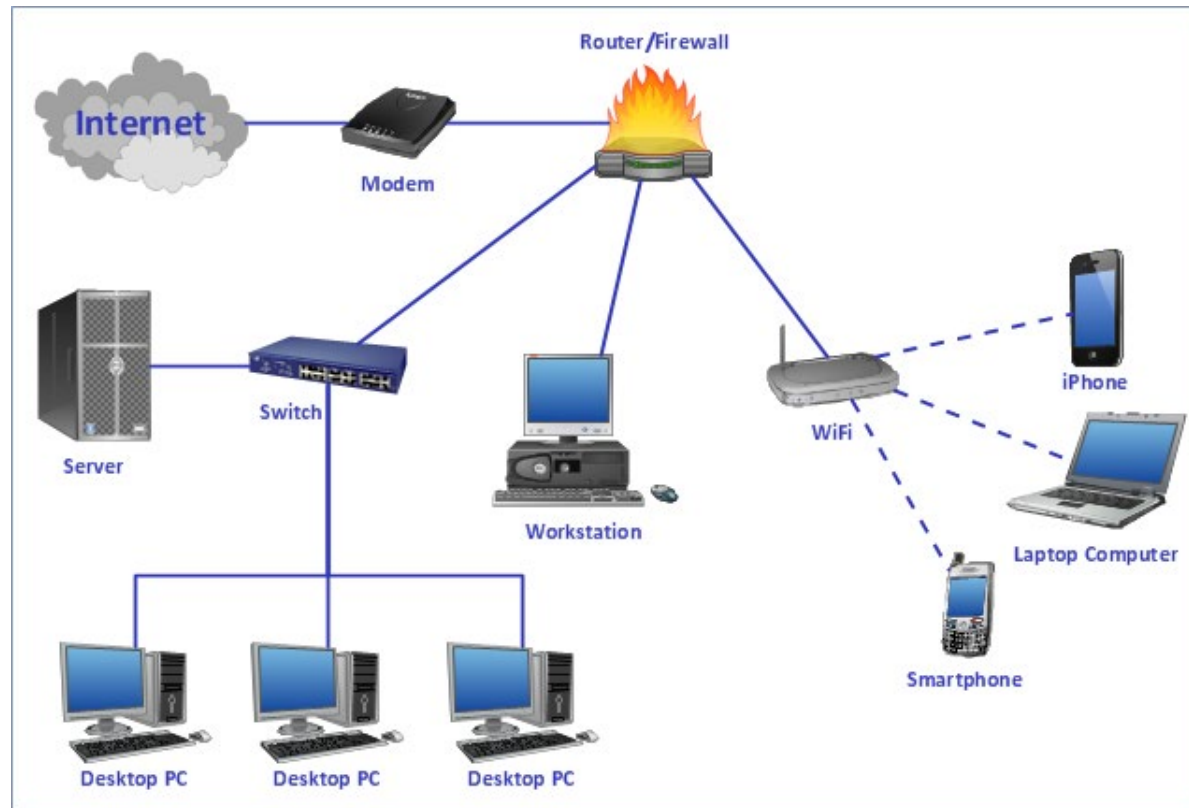 Router/Firewall
Internet
Modem
iPhone
Switch
WiFi
Server
Workstation
Laptop Computer
Smartphone
Desktop PC
Desktop PC
Desktop PC